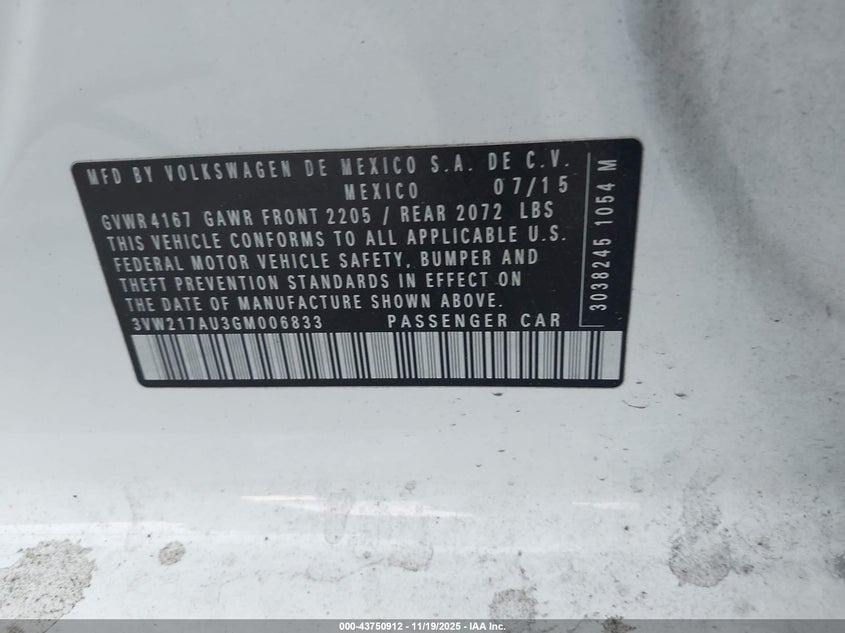 MFD BY VOLKSWAGEN DE MEXICO S.A. DE C.V.
MEXICO 07/15
GVWR 4167 GAWR FRONT 2205 / REAR 2072 LBS
THIS VEHICLE CONFORMS TO ALL APPLICABLE U.S.
FEDERAL MOTOR VEHICLE SAFETY, BUMPER AND
THEFT PREVENTION STANDARDS IN EFFECT ON
THE DATE OF MANUFACTURE SHOWN ABOVE.
3VW217AU3GM006833 PASSENGER CAR
3038245 1054 M
000-43750912 - 11/19/2025 - IAA Inc.